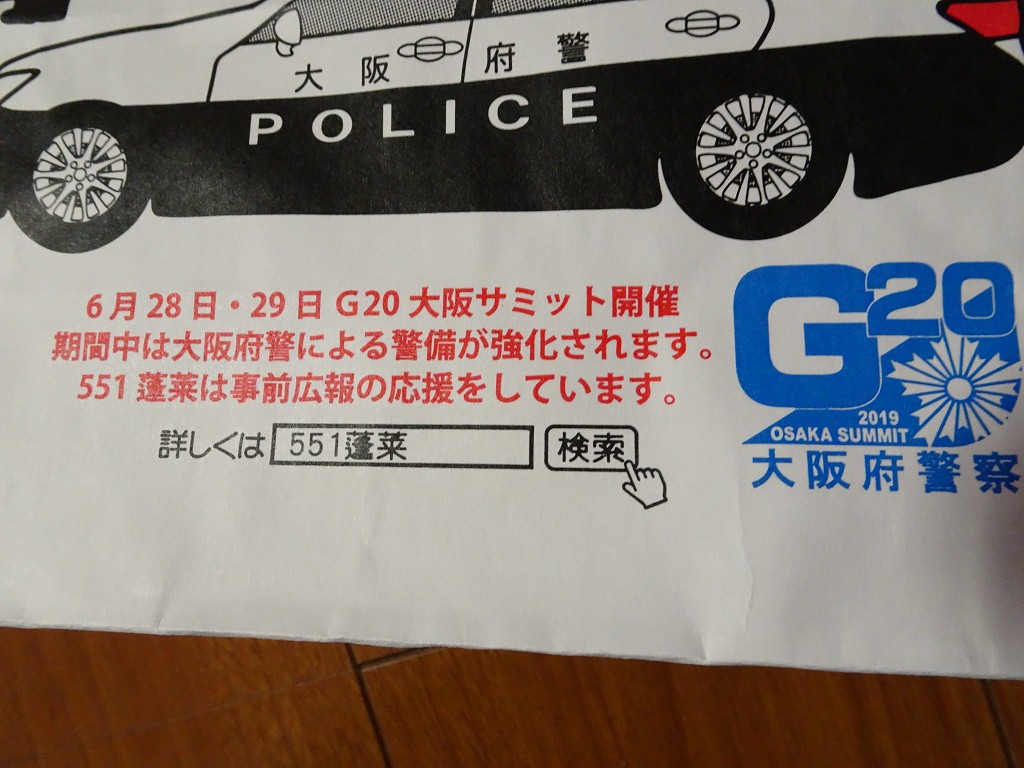 大阪府警
POLICE
6月28日・29日 G20 大阪サミット開催
期間中は大阪府警による警備が強化されます。
551 蓬莱は事前広報の応援をしています。
詳しくは 551蓬莱 検索
G20
2019
OSAKA SUMMIT
大阪府警察